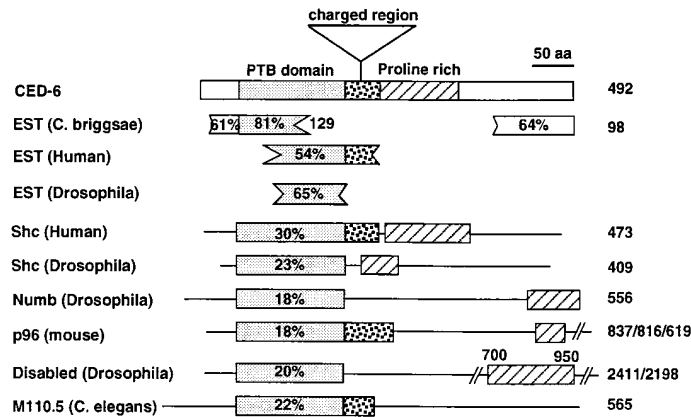 charged region
50 aa
PTB domain Proline rich
CED-6 492
EST (C. briggsae) 61% 81% 129 64% 98
EST (Human) 54%
EST (Drosophila) 65%
Shc (Human) 30% 473
Shc (Drosophila) 23% 409
Numb (Drosophila) 18% 556
p96 (mouse) 18% 837/816/619
700 950
Disabled (Drosophila) 20% 2411/2198
M110.5 (C. elegans) 22% 565